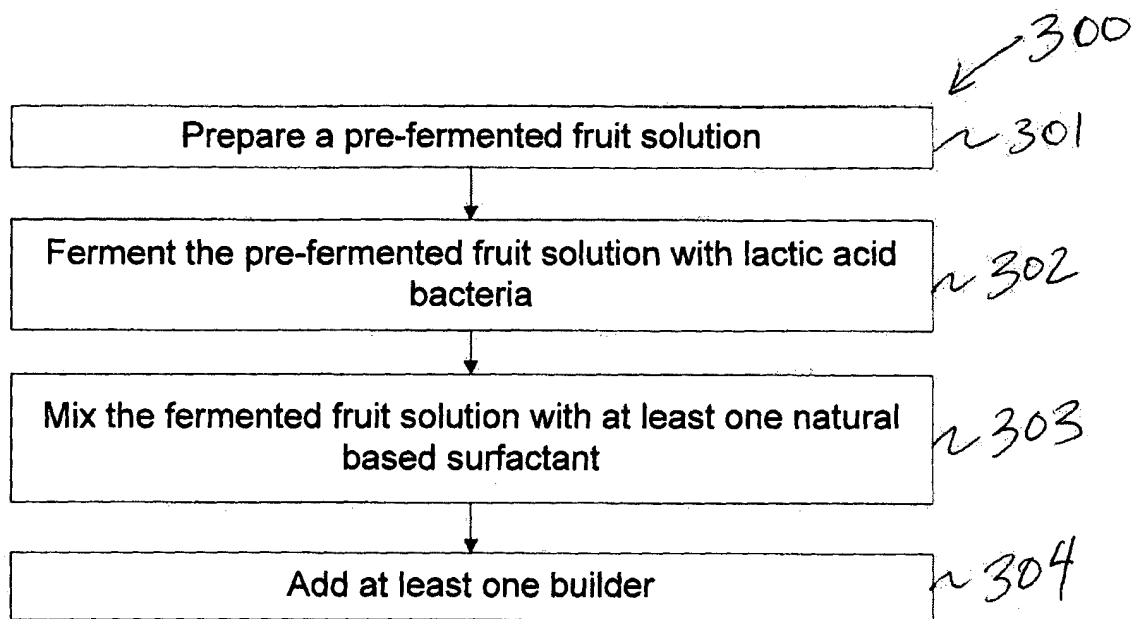 300
Prepare a pre-fermented fruit solution
301
Ferment the pre-fermented fruit solution with lactic acid
bacteria
302
Mix the fermented fruit solution with at least one natural
based surfactant
303
Add at least one builder
304